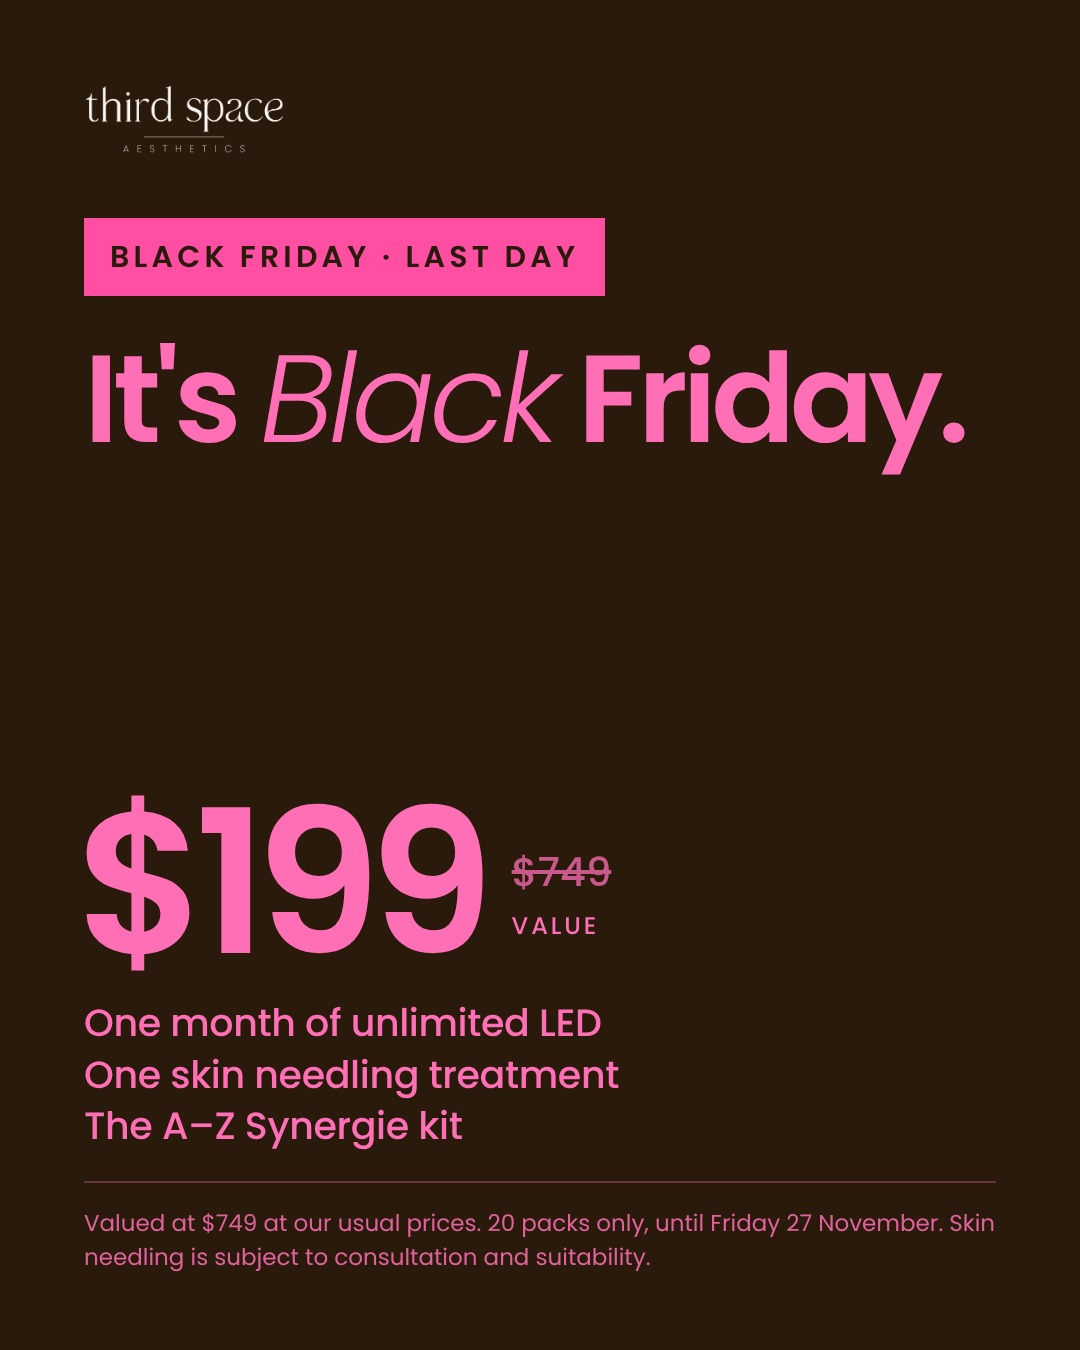 third space
AESTHETICS
BLACK FRIDAY · LAST DAY
It's Black Friday.
$199
$749
VALUE
One month of unlimited LED
One skin needling treatment
The A–Z Synergie kit
Valued at $749 at our usual prices. 20 packs only, until Friday 27 November. Skin
needling is subject to consultation and suitability.